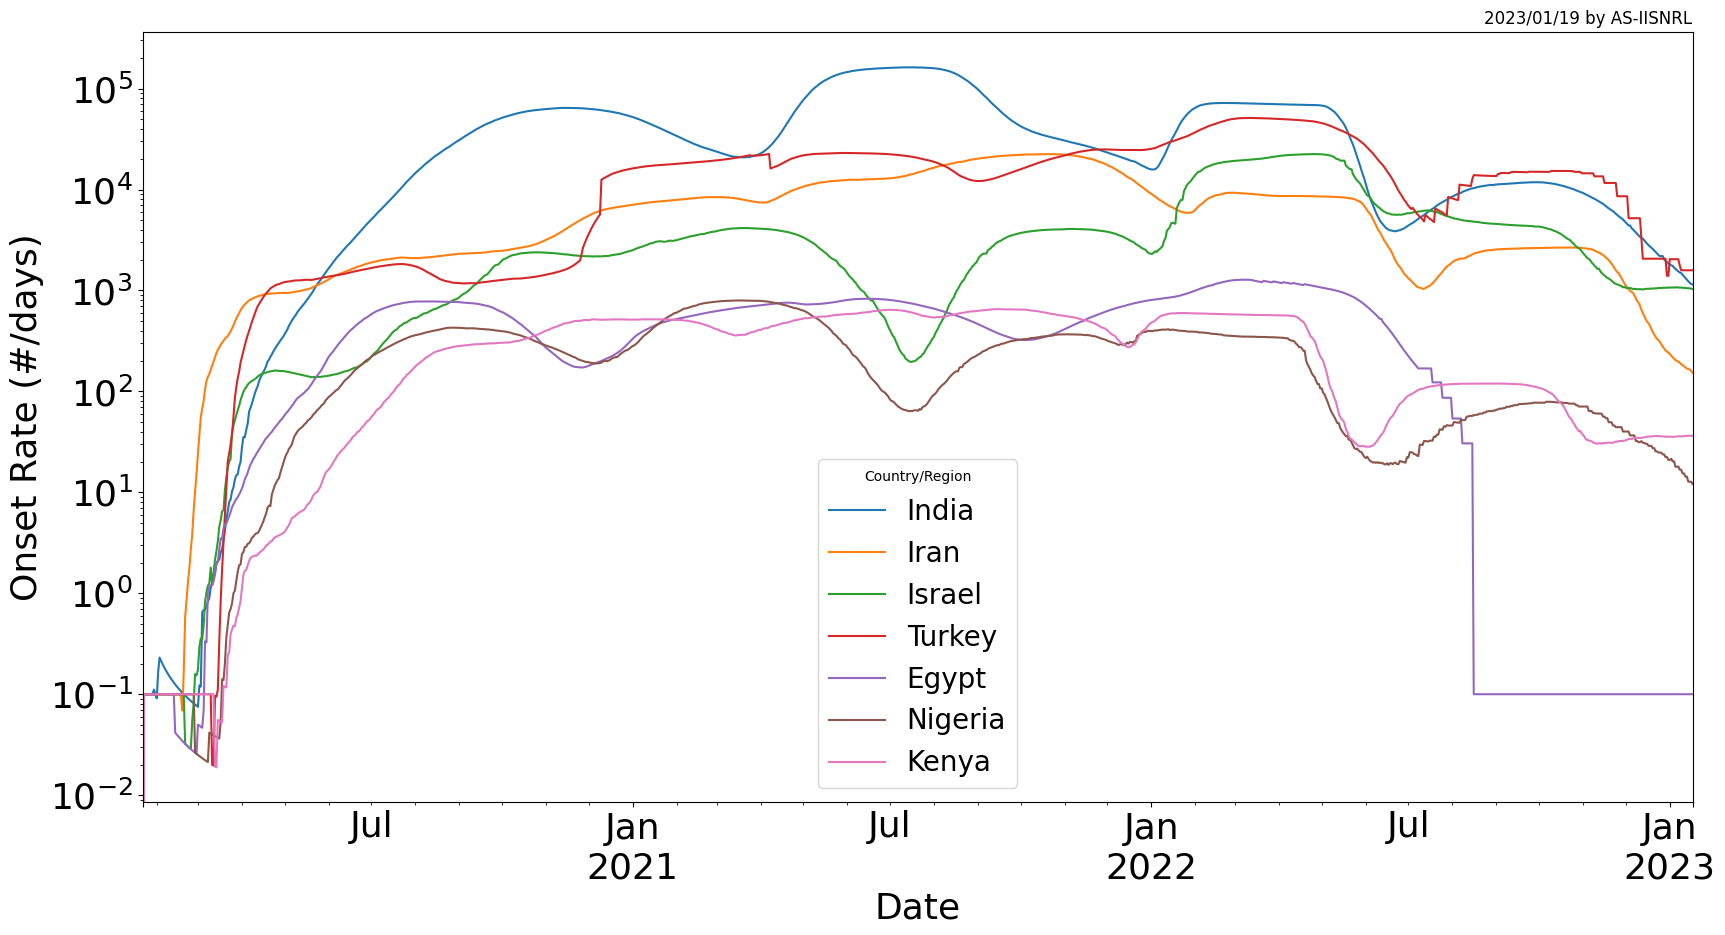 2023/01/19 by AS-IISNRL
Onset Rate (#/days)
10^5
10^4
10^3
10^2
10^1
10^0
10^−1
10^−2
Country/Region
India
Iran
Israel
Turkey
Egypt
Nigeria
Kenya
Jul
Jan
2021
Jul
Jan
2022
Jul
Jan
2023
Date